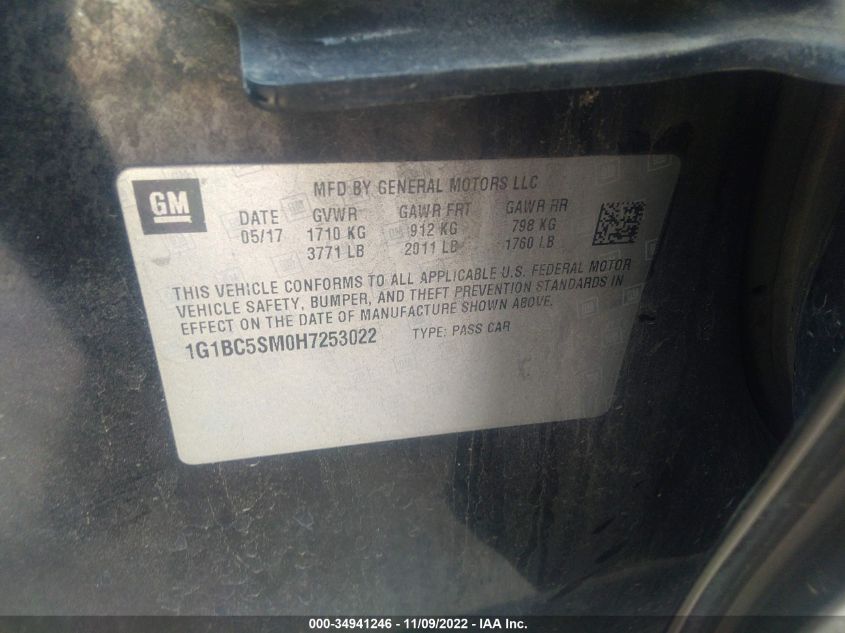 GM
MFD BY GENERAL MOTORS LLC
DATE GVWR GAWR FRT GAWR RR
05/17 1710 KG 912 KG 798 KG
3771 LB 2011 LB 1760 LB
THIS VEHICLE CONFORMS TO ALL APPLICABLE U.S. FEDERAL MOTOR
VEHICLE SAFETY, BUMPER, AND THEFT PREVENTION STANDARDS IN
EFFECT ON THE DATE OF MANUFACTURE SHOWN ABOVE.
1G1BC5SM0H7253022 TYPE: PASS CAR
000-34941246 - 11/09/2022 - IAA Inc.